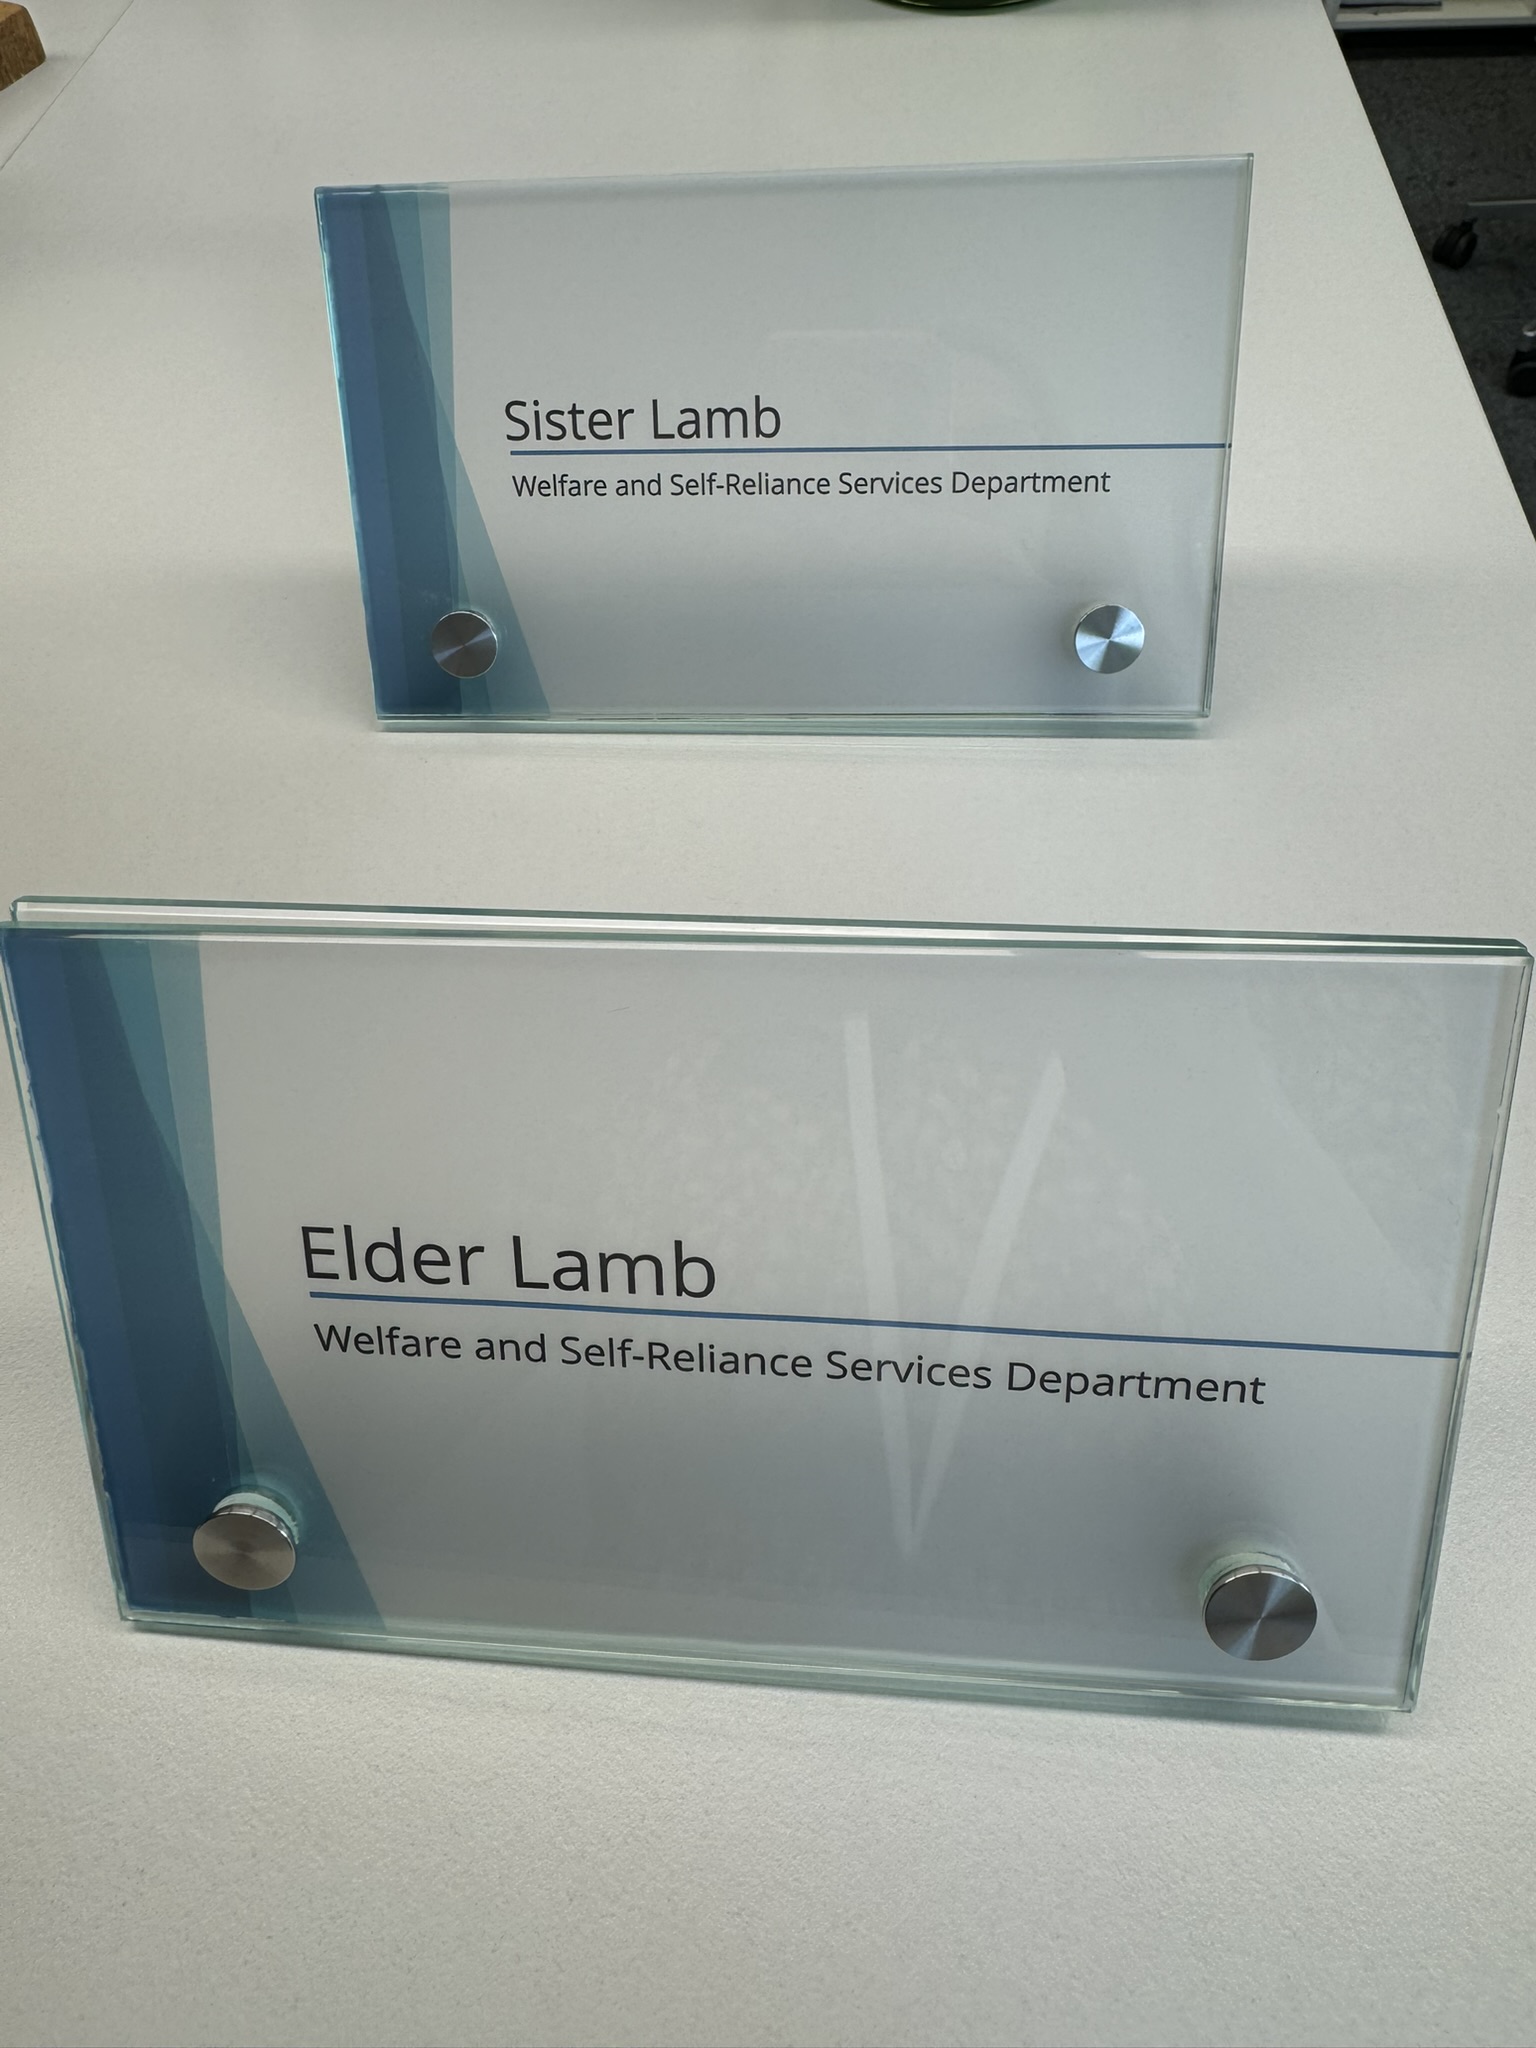 Sister Lamb
Welfare and Self-Reliance Services Department
Elder Lamb
Welfare and Self-Reliance Services Department